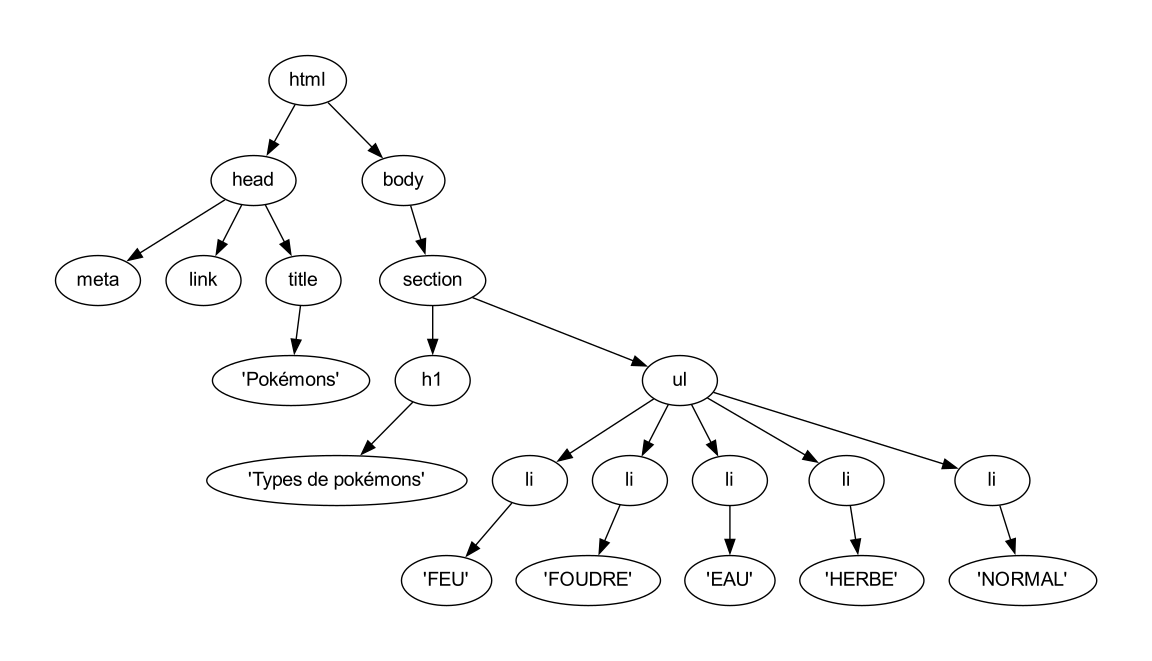 html
head
body
meta
link
title
section
'Pokémons'
h1
ul
'Types de pokémons'
li
li
li
li
li
'FEU'
'FOUDRE'
'EAU'
'HERBE'
'NORMAL'